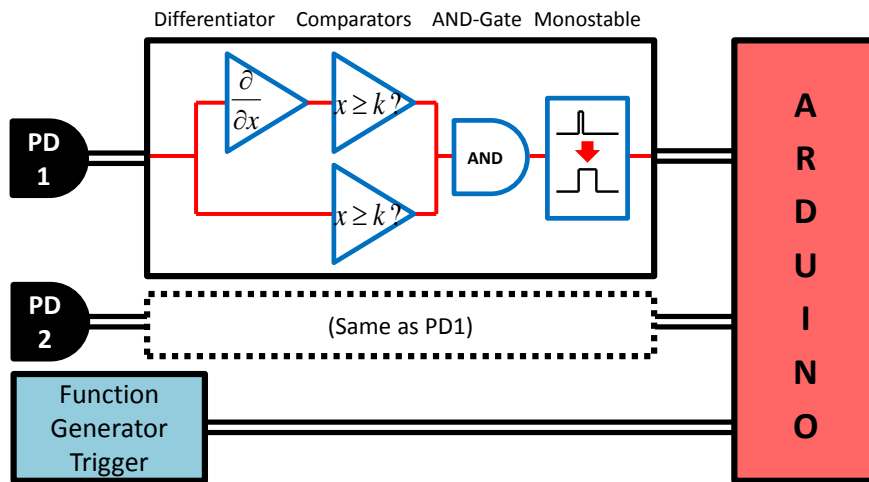 Differentiator Comparators AND-Gate Monostable
PD
1
∂
∂x
x ≥ k ?
AND
x ≥ k ?
PD
2
(Same as PD1)
Function
Generator
Trigger
A
R
D
U
I
N
O